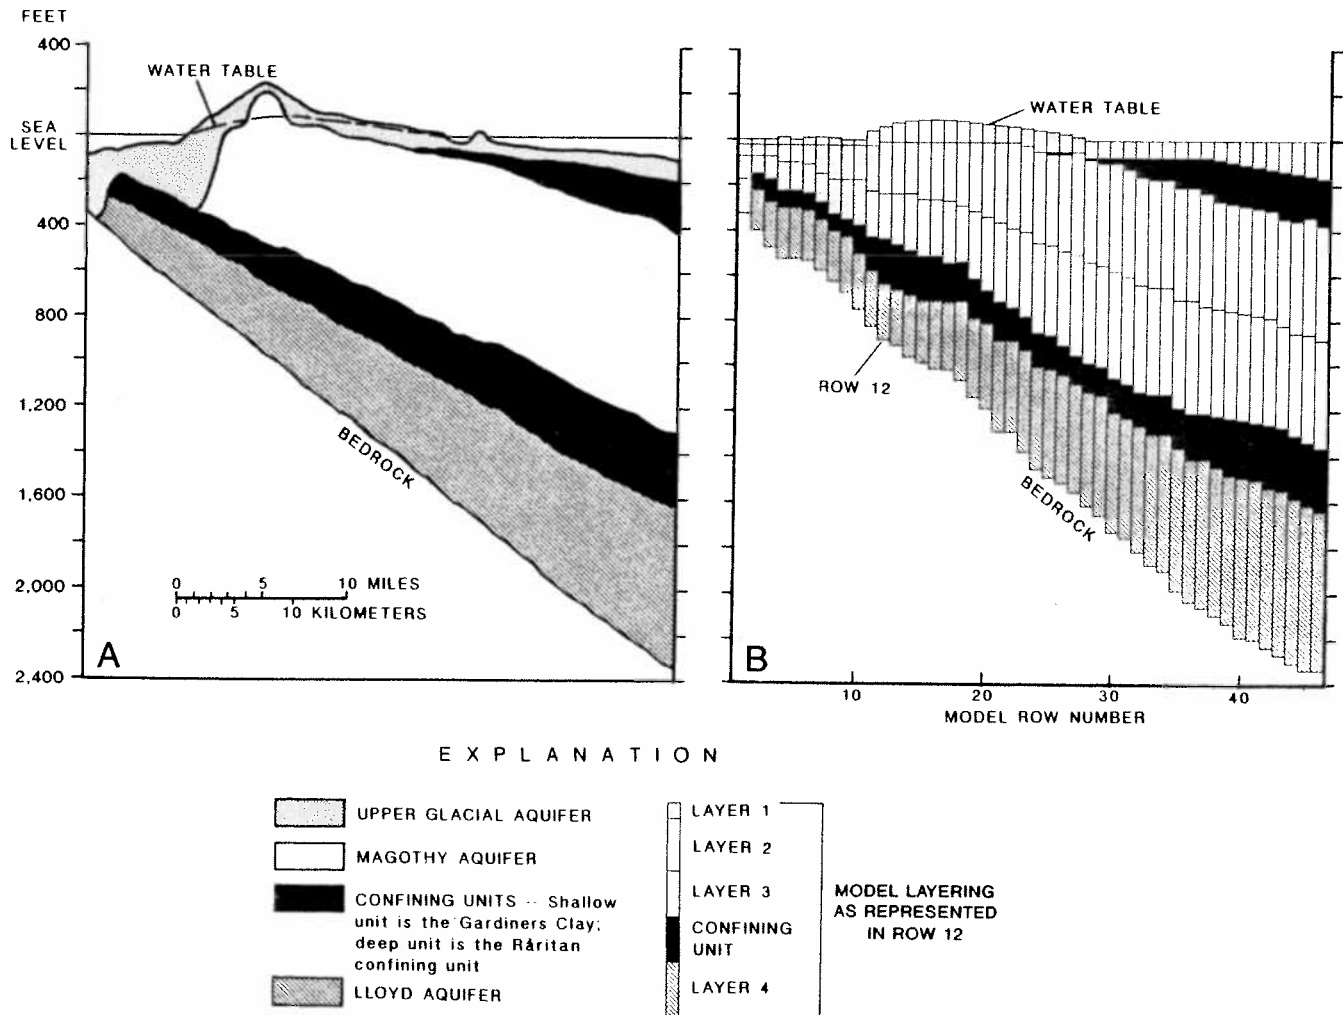 FEET
400
WATER TABLE
SEA
LEVEL
400
800
1,200
1,600
2,000
2,400
BEDROCK
0 5 10 MILES
0 5 10 KILOMETERS
A
WATER TABLE
ROW 12
BEDROCK
B
10 20 30 40
MODEL ROW NUMBER
EXPLANATION
UPPER GLACIAL AQUIFER
MAGOTHY AQUIFER
CONFINING UNITS -- Shallow
unit is the Gardiners Clay;
deep unit is the Raritan
confining unit
LLOYD AQUIFER
LAYER 1
LAYER 2
LAYER 3
CONFINING
UNIT
LAYER 4
MODEL LAYERING
AS REPRESENTED
IN ROW 12